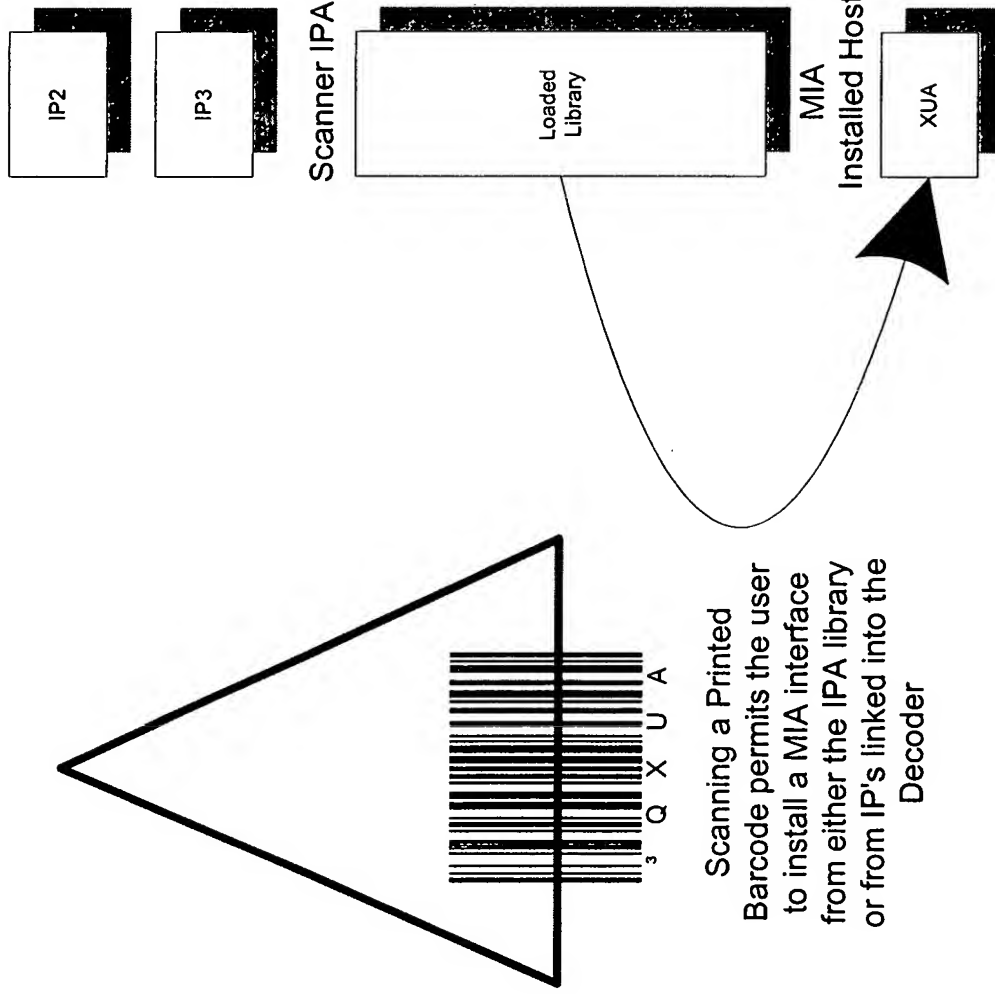 IP2
IP3
Scanner IPA
Loaded
Library
MIA
Installed Host
XUA
3 Q X U A
Scanning a Printed
Barcode permits the user
to install a MIA interface
from either the IPA library
or from IP's linked into the
Decoder